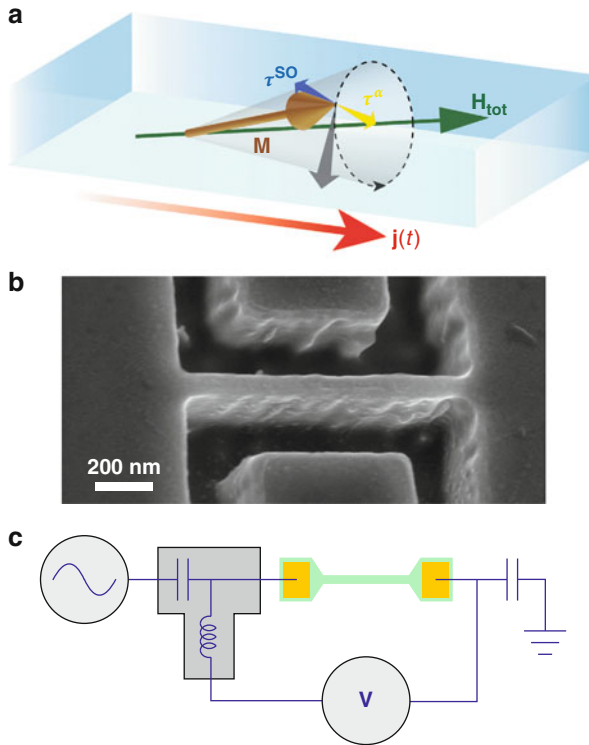 a
τ^SO
τ^α
H_tot
M
j(t)
b
200 nm
c
V